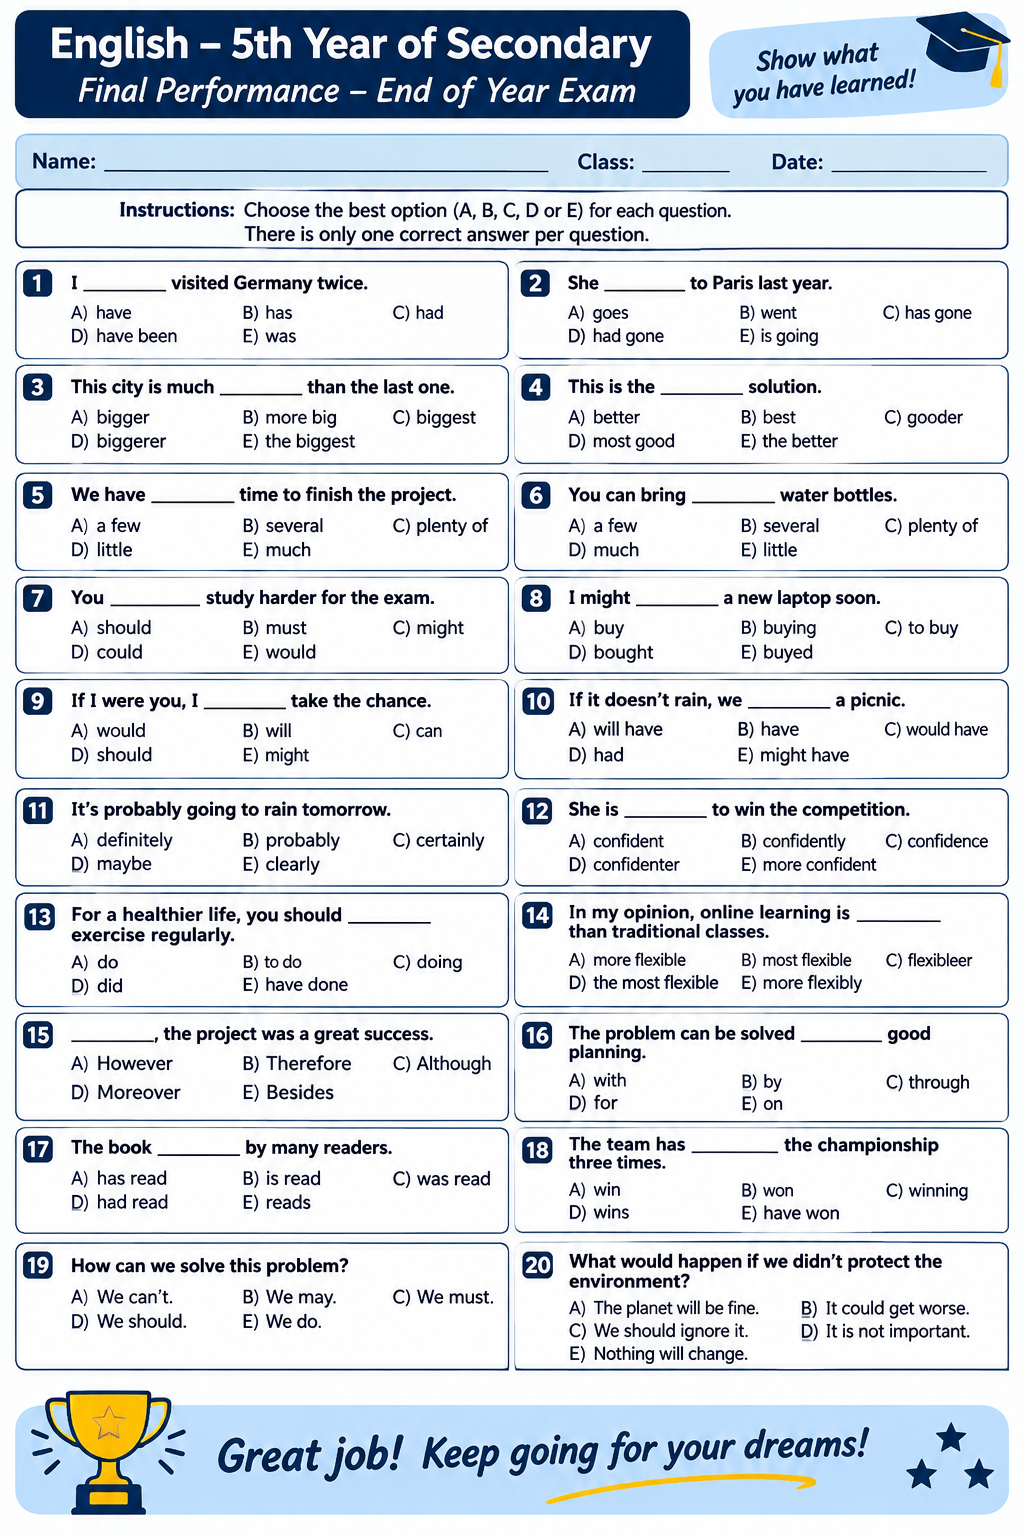 English – 5th Year of Secondary
Final Performance – End of Year Exam
Show what
you have learned!
Name: ____________ Class: ________ Date: ____________
Instructions: Choose the best option (A, B, C, D or E) for each question.
There is only one correct answer per question.
1 I ________ visited Germany twice.
A) have B) has C) had
D) have been E) was
2 She ________ to Paris last year.
A) goes B) went C) has gone
D) had gone E) is going
3 This city is much ________ than the last one.
A) bigger B) more big C) biggest
D) biggerer E) the biggest
4 This is the ________ solution.
A) better B) best C) gooder
D) most good E) the better
5 We have ________ time to finish the project.
A) a few B) several C) plenty of
D) little E) much
6 You can bring ________ water bottles.
A) a few B) several C) plenty of
D) much E) little
7 You ________ study harder for the exam.
A) should B) must C) might
D) could E) would
8 I might ________ a new laptop soon.
A) buy B) buying C) to buy
D) bought E) buyed
9 If I were you, I ________ take the chance.
A) would B) will C) can
D) should E) might
10 If it doesn't rain, we ________ a picnic.
A) will have B) have C) would have
D) had E) might have
11 It's probably going to rain tomorrow.
A) definitely B) probably C) certainly
D) maybe E) clearly
12 She is ________ to win the competition.
A) confident B) confidently C) confidence
D) confidenter E) more confident
13 For a healthier life, you should ________
exercise regularly.
A) do B) to do C) doing
D) did E) have done
14 In my opinion, online learning is ________
than traditional classes.
A) more flexible B) most flexible C) flexibleer
D) the most flexible E) more flexibly
15 ________, the project was a great success.
A) However B) Therefore C) Although
D) Moreover E) Besides
16 The problem can be solved ________ good
planning.
A) with B) by C) through
D) for E) on
17 The book ________ by many readers.
A) has read B) is read C) was read
D) had read E) reads
18 The team has ________ the championship
three times.
A) win B) won C) winning
D) wins E) have won
19 How can we solve this problem?
A) We can't. B) We may. C) We must.
D) We should. E) We do.
20 What would happen if we didn't protect the
environment?
A) The planet will be fine. B) It could get worse.
C) We should ignore it. D) It is not important.
E) Nothing will change.
Great job! Keep going for your dreams!